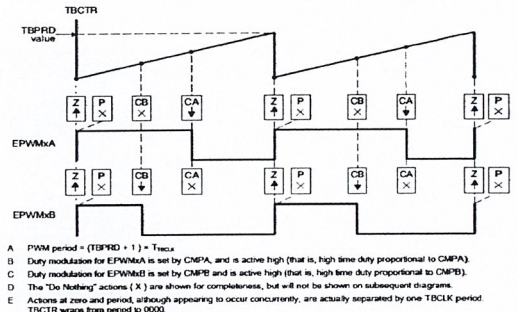 TBCTR
TBPRD value
Z P CB CA Z P CB CA Z P
X X X X
EPWMxA
Z P CB CA Z P CB CA Z P
X X X X X
EPWMxB
A PWM period = (TBPRD + 1 ) × TTBCLK
B Duty modulation for EPWMxA is set by CMPA, and is active high (that is, high time duty proportional to CMPA).
C Duty modulation for EPWMxB is set by CMPB and is active high (that is, high time duty proportional to CMPB).
D The "Do Nothing" actions ( X ) are shown for completeness, but will not be shown on subsequent diagrams.
E Actions at zero and period, although appearing to occur concurrently, are actually separated by one TBCLK period.
TBCTR wraps from period to 0000.